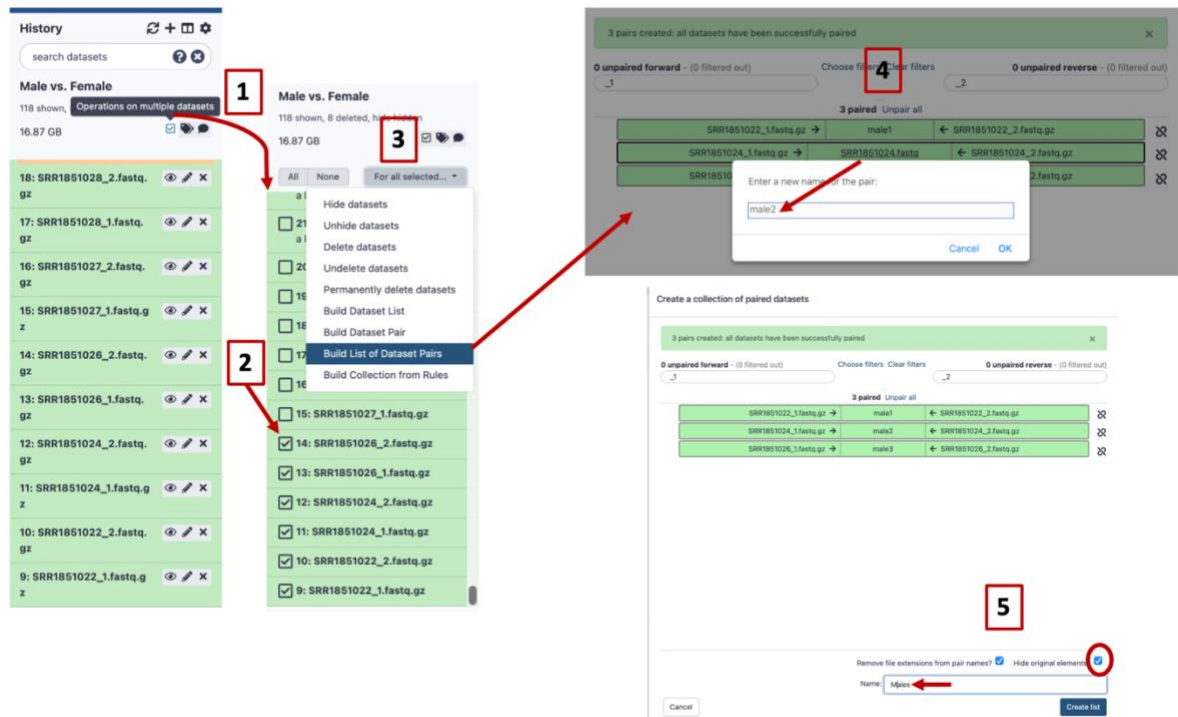 History
search datasets
Male vs. Female
118 shown,
Operations on multiple datasets
16.87 GB
18: SRR1851028_2.fastq.
gz
17: SRR1851028_1.fastq.
gz
16: SRR1851027_2.fastq.
gz
15: SRR1851027_1.fastq.g
z
14: SRR1851026_2.fastq.
gz
13: SRR1851026_1.fastq.
gz
12: SRR1851024_2.fastq.
gz
11: SRR1851024_1.fastq.g
z
10: SRR1851022_2.fastq.
gz
9: SRR1851022_1.fastq.g
z
1
Male vs. Female
118 shown, 8 deleted, hide hidden
16.87 GB
3
All None For all selected...
Hide datasets
Unhide datasets
Delete datasets
Undelete datasets
Permanently delete datasets
Build Dataset List
Build Dataset Pair
Build List of Dataset Pairs
Build Collection from Rules
a l
21
a l
20
19
18
17
16
2
15: SRR1851027_1.fastq.gz
14: SRR1851026_2.fastq.gz
13: SRR1851026_1.fastq.gz
12: SRR1851024_2.fastq.gz
11: SRR1851024_1.fastq.gz
10: SRR1851022_2.fastq.gz
9: SRR1851022_1.fastq.gz
3 pairs created: all datasets have been successfully paired
4
0 unpaired forward - (0 filtered out) Choose filters Clear filters 0 unpaired reverse - (0 filtered out)
_1 _2
3 paired Unpair all
SRR1851022_1.fastq.gz → male1 ← SRR1851022_2.fastq.gz
SRR1851024_1.fastq.gz → SRR1851024.fastq ← SRR1851024_2.fastq.gz
SRR18510 2.fastq.gz
Enter a new name for the pair:
male2
Cancel OK
Create a collection of paired datasets
3 pairs created: all datasets have been successfully paired
0 unpaired forward - (0 filtered out) Choose filters Clear filters 0 unpaired reverse - (0 filtered out)
_1 _2
3 paired Unpair all
SRR1851022_1.fastq.gz → male1 ← SRR1851022_2.fastq.gz
SRR1851024_1.fastq.gz → male2 ← SRR1851024_2.fastq.gz
SRR1851026_1.fastq.gz → male3 ← SRR1851026_2.fastq.gz
5
Remove file extensions from pair names? Hide original elements
Name: Males
Cancel Create list